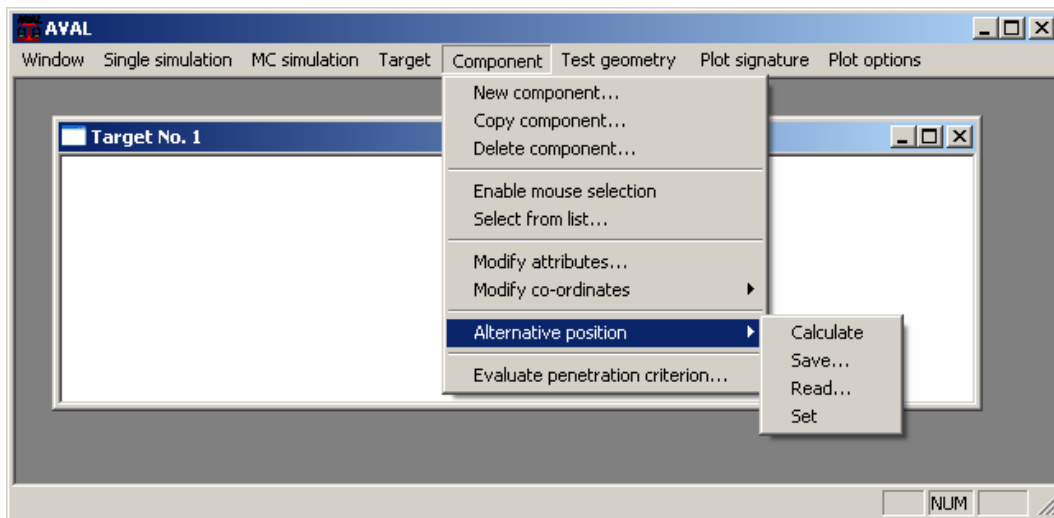 AVAL
Window Single simulation MC simulation Target Component Test geometry Plot signature Plot options
New component...
Copy component...
Delete component...
Target No. 1
Enable mouse selection
Select from list...
Modify attributes...
Modify co-ordinates
Alternative position
Calculate
Save...
Read...
Set
Evaluate penetration criterion...
NUM